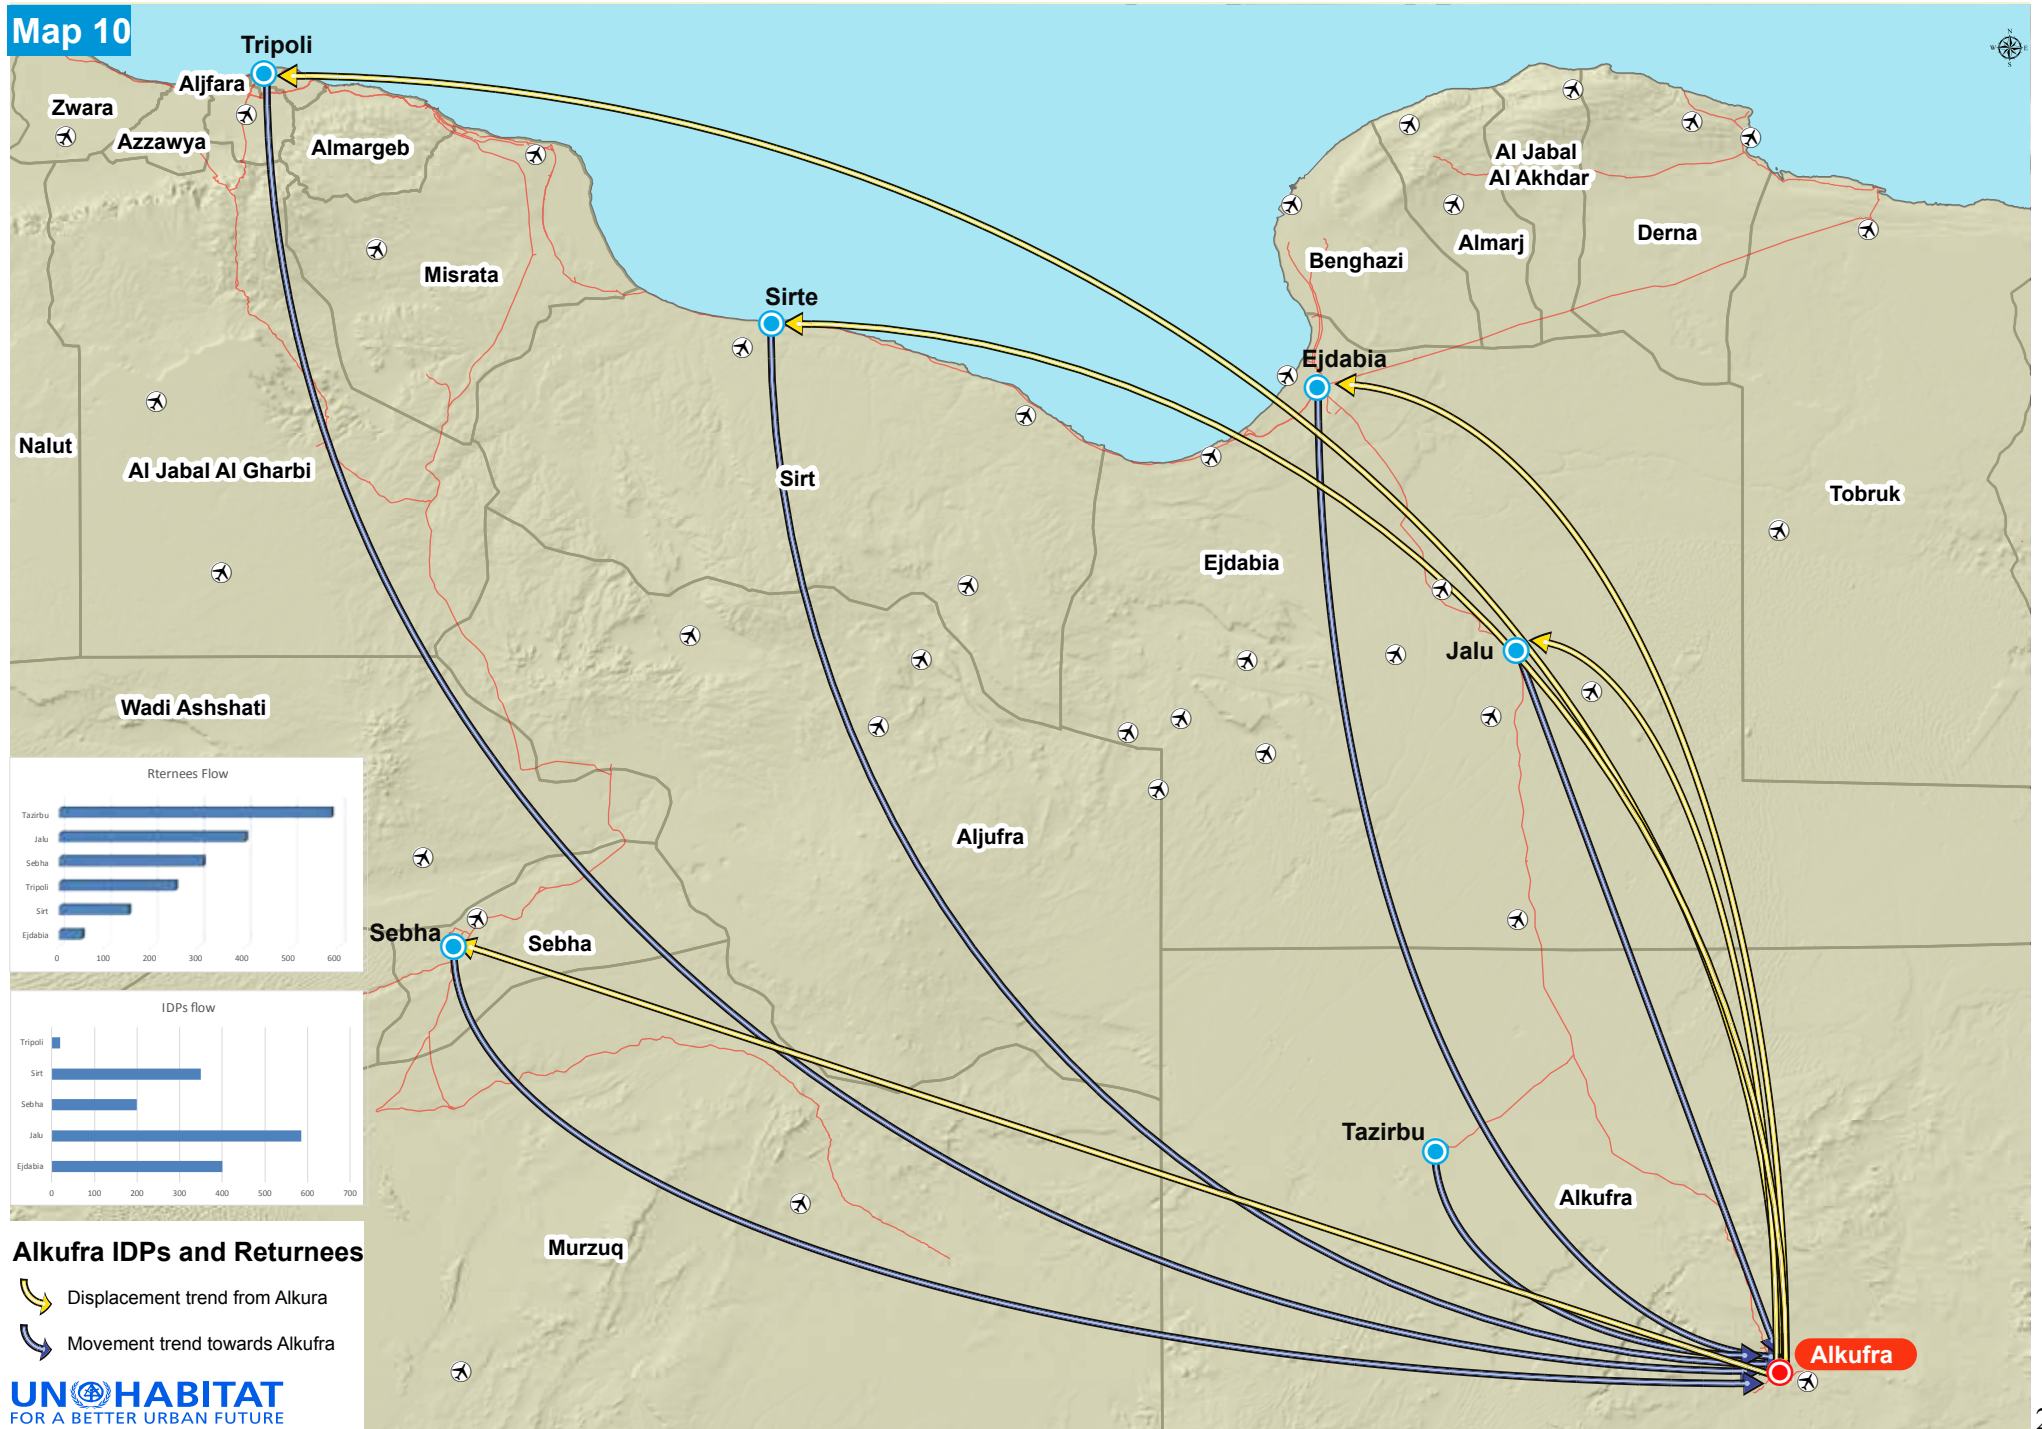 Map 10
Tripoli
N
W
E
S
Aljfara
Zwara
Azzawya
Almargeb
Al Jabal
Al Akhdar
Misrata
Benghazi
Almarj
Derna
Sirte
Ejdabia
Nalut
Al Jabal Al Gharbi
Sirt
Tobruk
Ejdabia
Jalu
Wadi Ashshati
Aljufra
Sebha
Sebha
Tazirbu
Alkufra
Murzuq
Alkufra
Rternees Flow
Tazirbu
Jalu
Sebha
Tripoli
Sirt
Ejdabia
0 100 200 300 400 500 600
IDPs flow
Tripoli
Sirt
Sebha
Jalu
Ejdabia
0 100 200 300 400 500 600 700
Alkufra IDPs and Returnees
Displacement trend from Alkura
Movement trend towards Alkufra
UN HABITAT
FOR A BETTER URBAN FUTURE